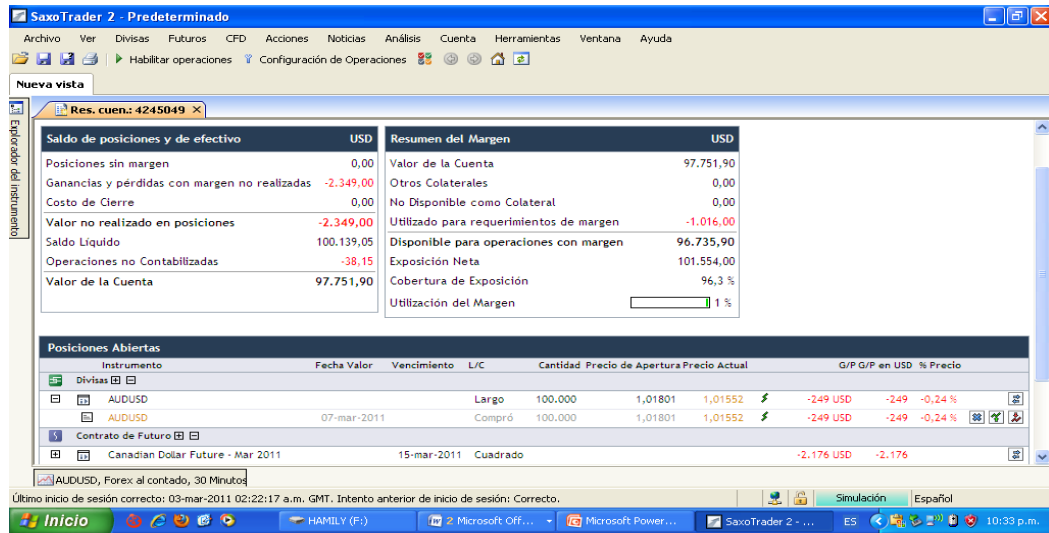 SaxoTrader 2 - Predeterminado
Archivo Ver Divisas Futuros CFD Acciones Noticias Análisis Cuenta Herramientas Ventana Ayuda
Habilitar operaciones Configuración de Operaciones
Nueva vista
Explorador del instrumento
Res. cuen.: 4245049
Saldo de posiciones y de efectivo USD
Posiciones sin margen 0,00
Ganancias y pérdidas con margen no realizadas -2.349,00
Costo de Cierre 0,00
Valor no realizado en posiciones -2.349,00
Saldo Líquido 100.139,05
Operaciones no Contabilizadas -38,15
Valor de la Cuenta 97.751,90
Resumen del Margen USD
Valor de la Cuenta 97.751,90
Otros Colaterales 0,00
No Disponible como Colateral 0,00
Utilizado para requerimientos de margen -1.016,00
Disponible para operaciones con margen 96.735,90
Exposición Neta 101.554,00
Cobertura de Exposición 96,3 %
Utilización del Margen 1 %
Posiciones Abiertas
Instrumento Fecha Valor Vencimiento L/C Cantidad Precio de Apertura Precio Actual G/P G/P en USD % Precio
Divisas
AUDUSD Largo 100.000 1,01801 1,01552 -249 USD -249 -0,24 %
AUDUSD 07-mar-2011 Compró 100.000 1,01801 1,01552 -249 USD -249 -0,24 %
Contrato de Futuro
Canadian Dollar Future - Mar 2011 15-mar-2011 Cuadrado -2.176 USD -2.176
AUDUSD, Forex al contado, 30 Minutos
Último inicio de sesión correcto: 03-mar-2011 02:22:17 a.m. GMT. Intento anterior de inicio de sesión: Correcto. Simulación Español
Inicio HAMILY (F:) 2 Microsoft Off... Microsoft Power... SaxoTrader 2 - ... ES 10:33 p.m.